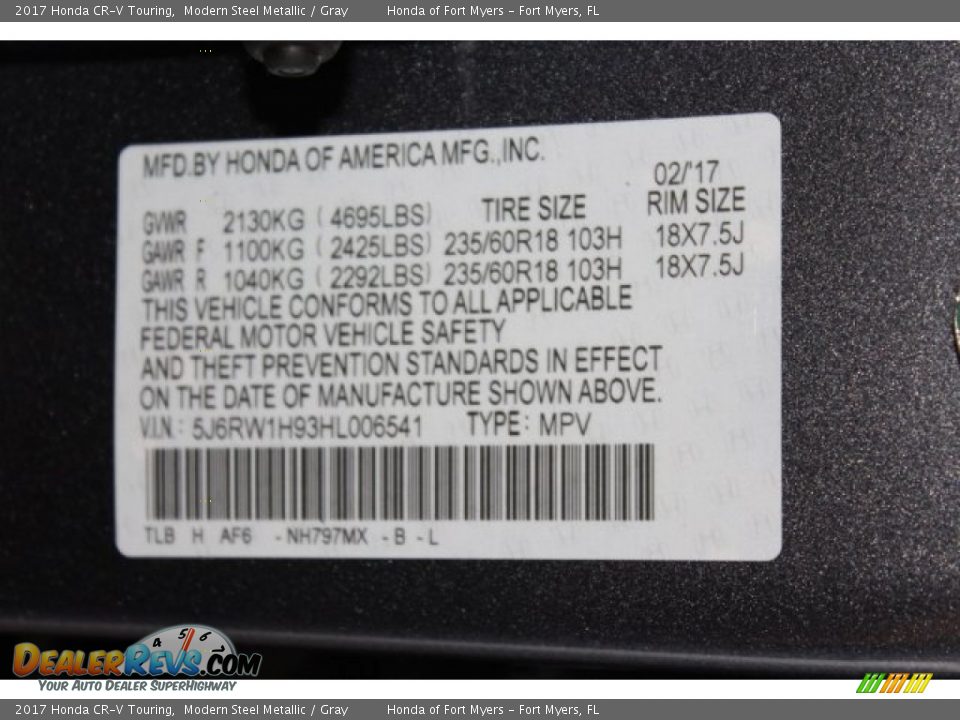 2017 Honda CR-V Touring, Modern Steel Metallic / Gray Honda of Fort Myers - Fort Myers, FL
MFD.BY HONDA OF AMERICA MFG.,INC.
02/'17
GVWR 2130KG ( 4695LBS) TIRE SIZE RIM SIZE
GAWR F 1100KG ( 2425LBS) 235/60R18 103H 18X7.5J
GAWR R 1040KG ( 2292LBS) 235/60R18 103H 18X7.5J
THIS VEHICLE CONFORMS TO ALL APPLICABLE
FEDERAL MOTOR VEHICLE SAFETY
AND THEFT PREVENTION STANDARDS IN EFFECT
ON THE DATE OF MANUFACTURE SHOWN ABOVE.
V.I.N.: 5J6RW1H93HL006541 TYPE: MPV
TLB H AF6 -NH797MX -B -L
4 5 6
DEALERREVS.COM
YOUR AUTO DEALER SUPERHIGHWAY
2017 Honda CR-V Touring, Modern Steel Metallic / Gray Honda of Fort Myers - Fort Myers, FL